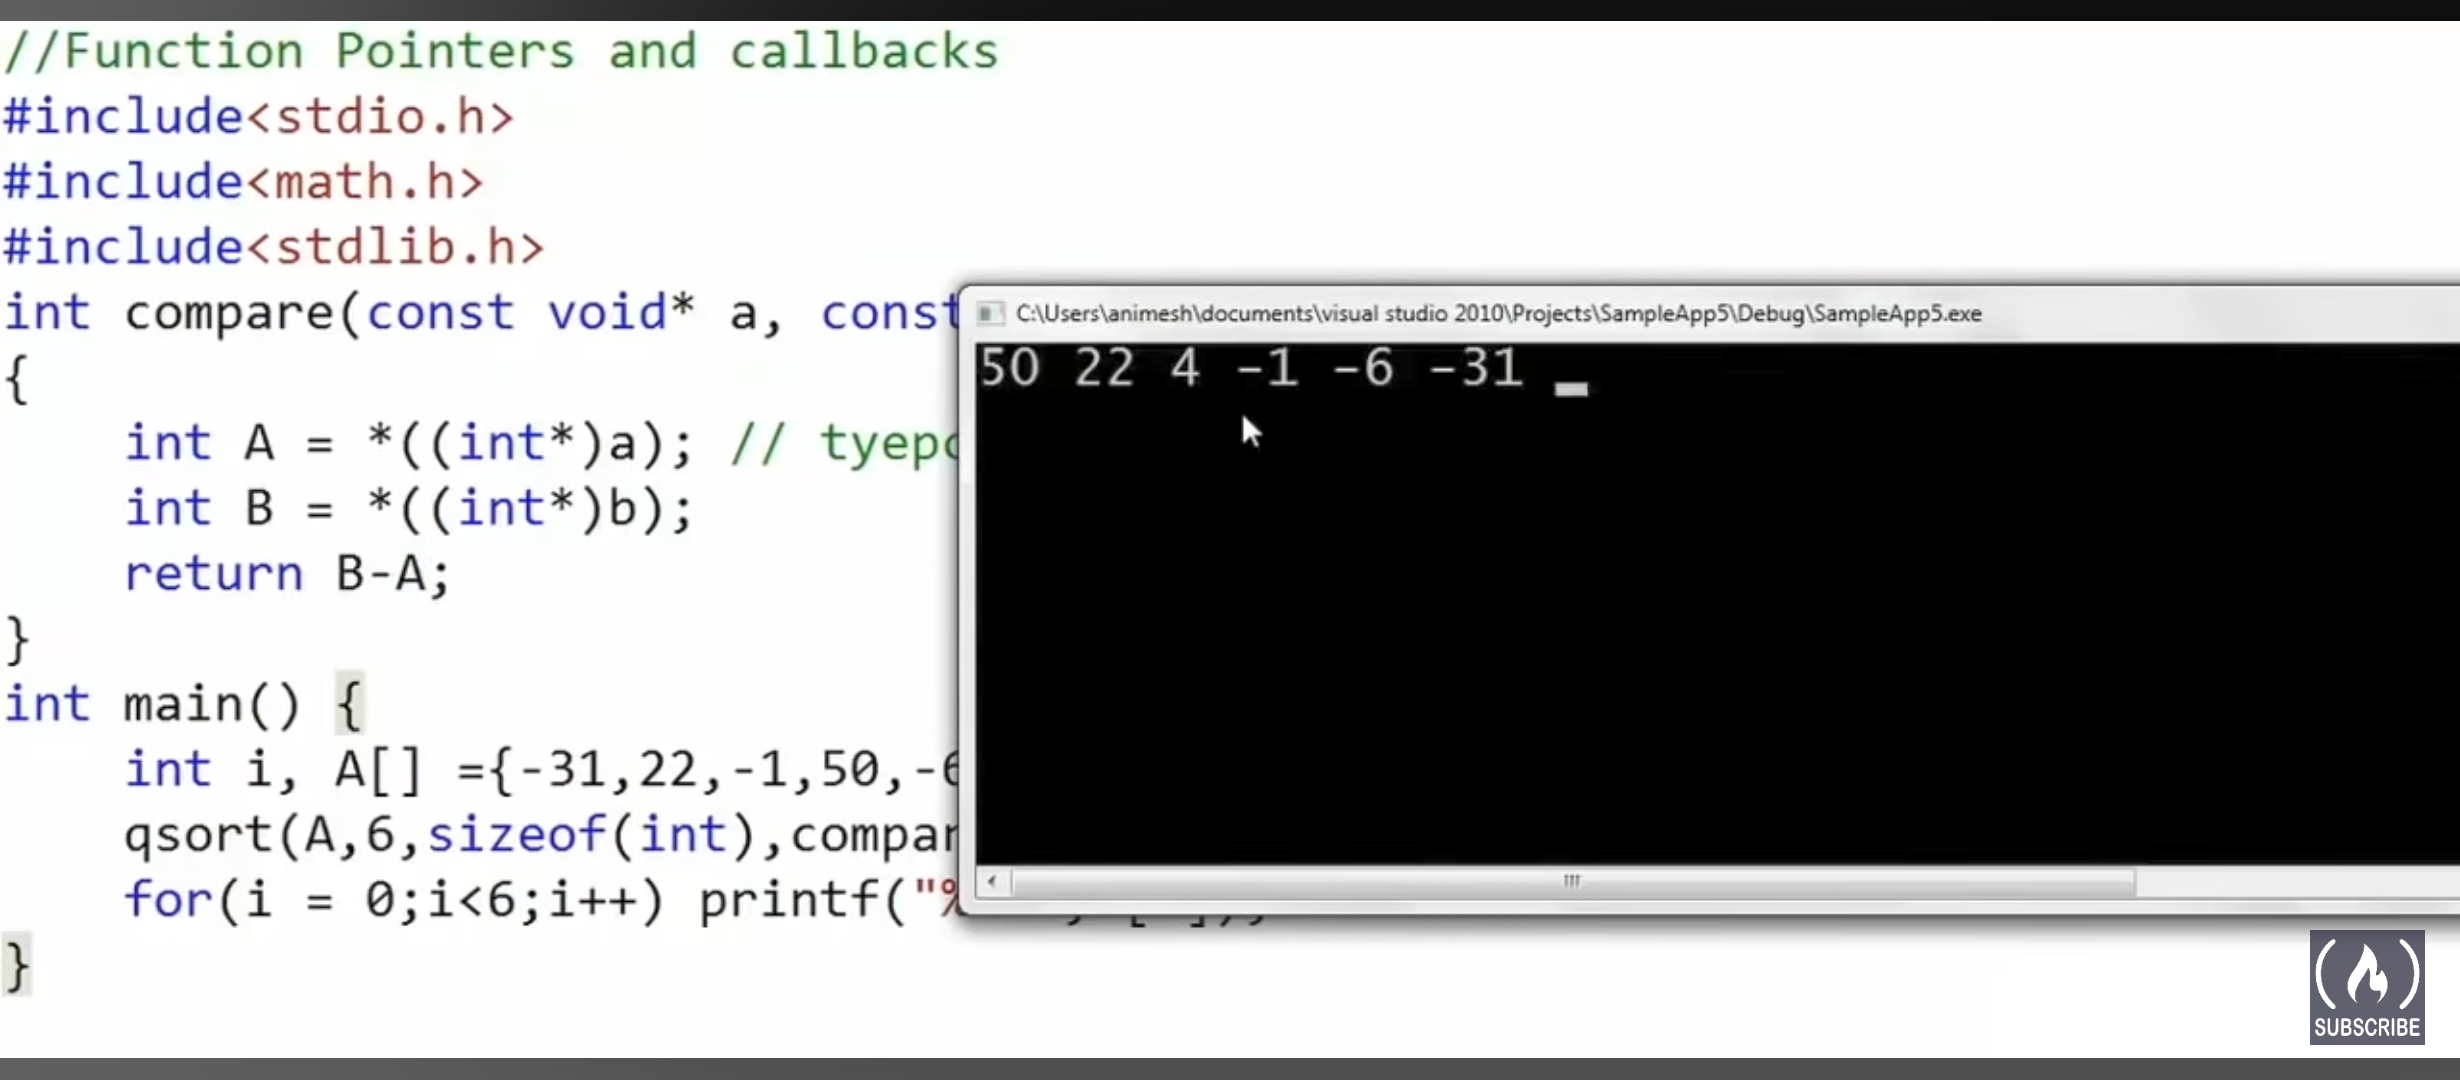 //Function Pointers and callbacks
#include<stdio.h>
#include<math.h>
#include<stdlib.h>
int compare(const void* a, const
{
int A = *((int*)a); //
int B = *((int*)b);
return B-A;
}
int main() {
int i, A[] ={-31,22,-1,50,-6
qsort(A,6,sizeof(int),
for(i = 0;i<6;i++) printf("%
}
C:\Users\animesh\documents\visual studio 2010\Projects\SampleApp5\Debug\SampleApp5.exe
50 22 4 -1 -6 -31
SUBSCRIBE